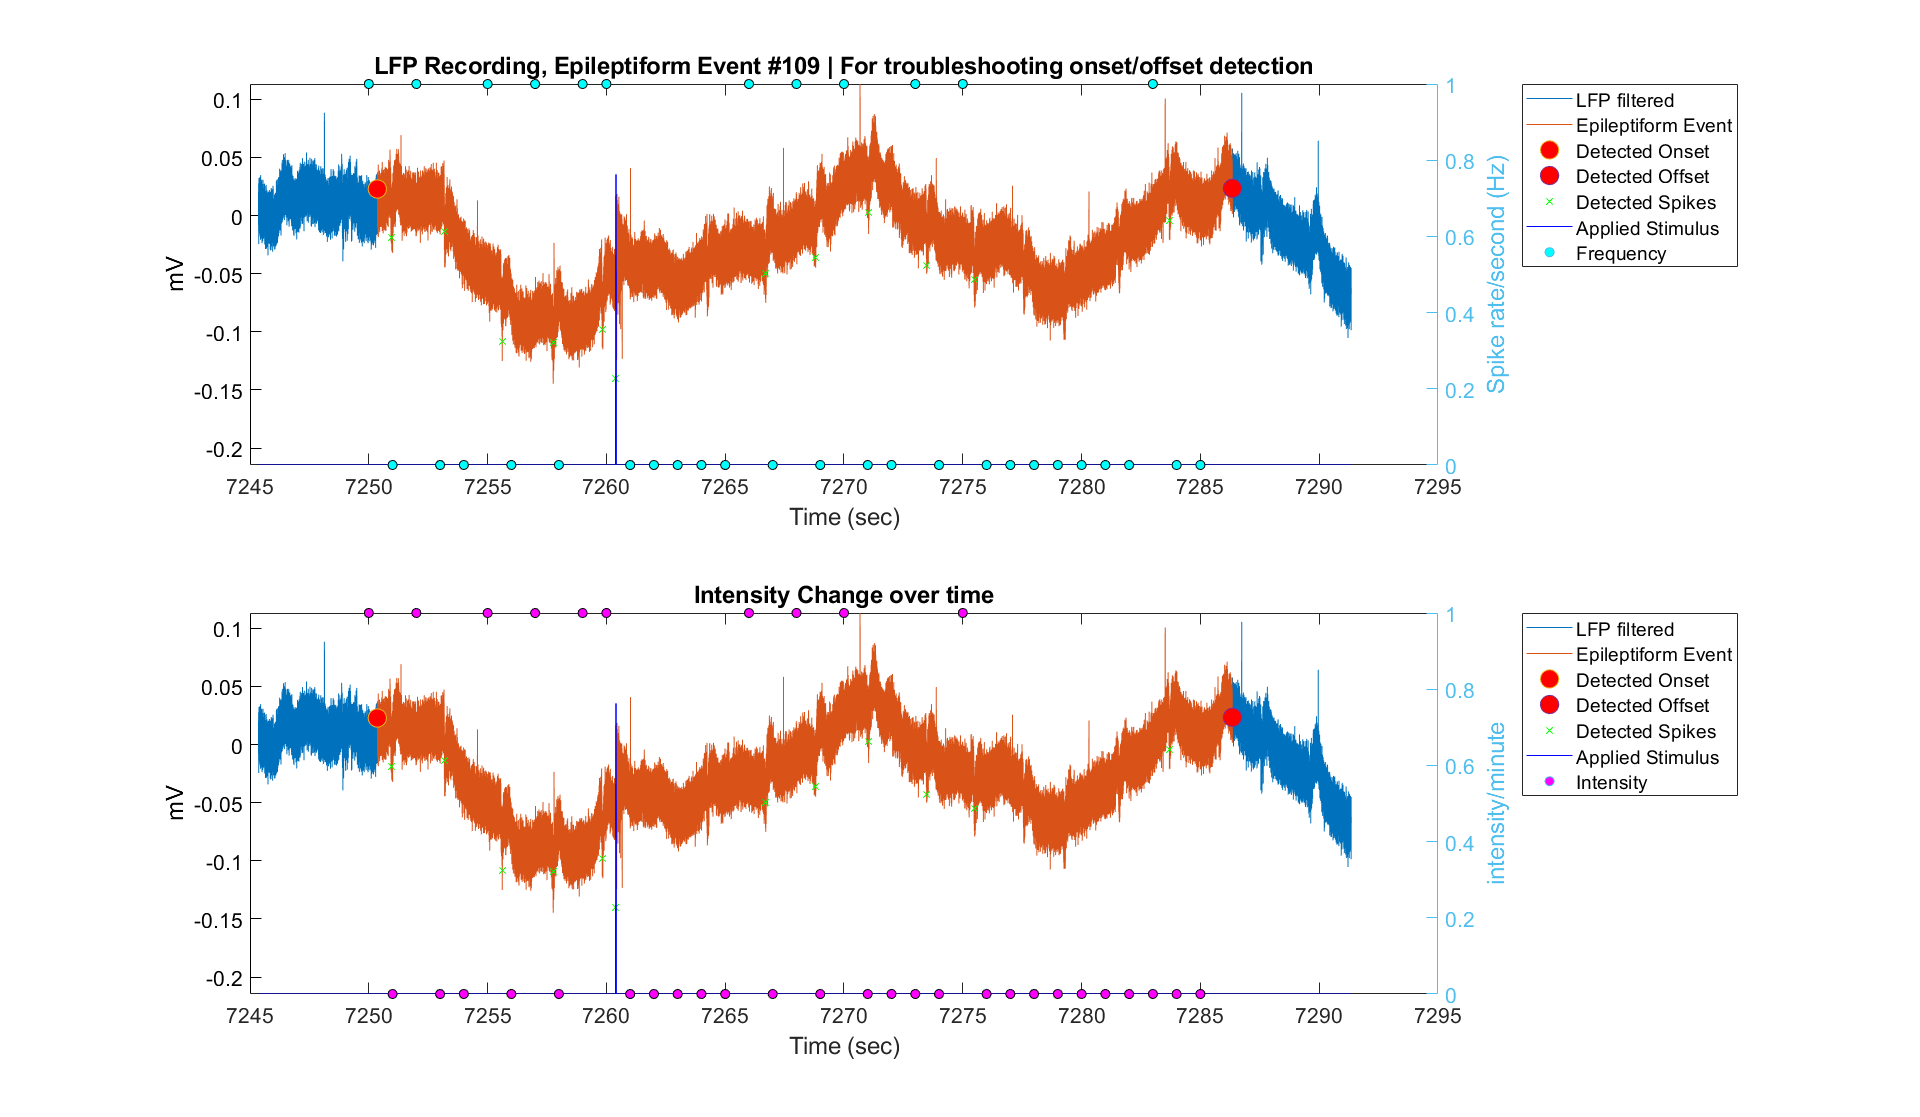 LFP Recording, Epileptiform Event #109 | For troubleshooting onset/offset detection
0.1
0.05
0
-0.05
-0.1
-0.15
-0.2
mV
1
0.8
0.6
0.4
0.2
0
Spike rate/second (Hz)
7245 7250 7255 7260 7265 7270 7275 7280 7285 7290 7295
Time (sec)
LFP filtered
Epileptiform Event
Detected Onset
Detected Offset
Detected Spikes
Applied Stimulus
Frequency
Intensity Change over time
0.1
0.05
0
-0.05
-0.1
-0.15
-0.2
mV
1
0.8
0.6
0.4
0.2
0
intensity/minute
7245 7250 7255 7260 7265 7270 7275 7280 7285 7290 7295
Time (sec)
LFP filtered
Epileptiform Event
Detected Onset
Detected Offset
Detected Spikes
Applied Stimulus
Intensity